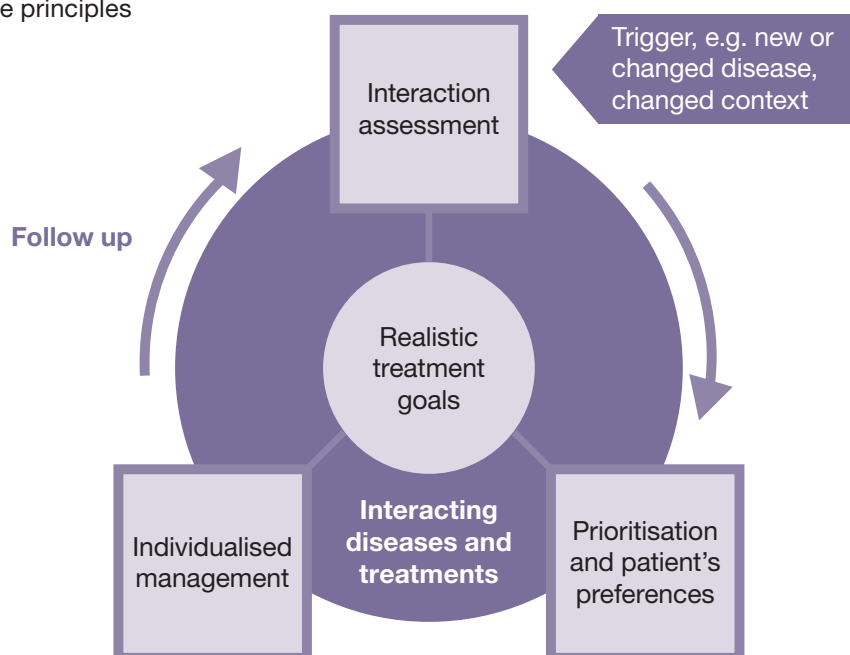 e principles
Trigger, e.g. new or
changed disease,
changed context
Interaction
assessment
Follow up
Realistic
treatment
goals
Interacting
diseases and
treatments
Individualised
management
Prioritisation
and patient's
preferences